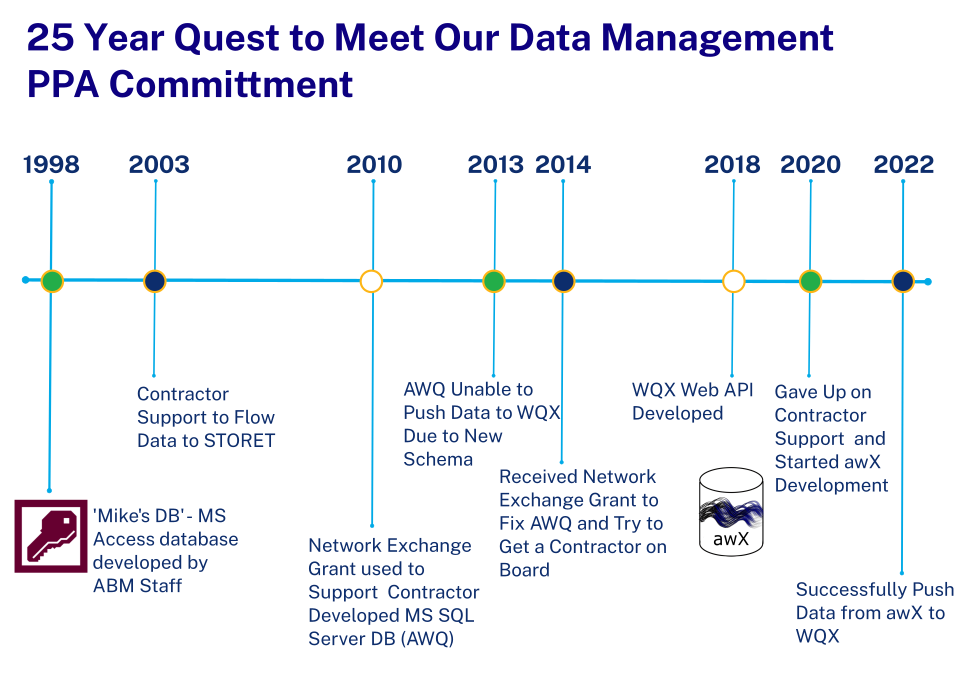 25 Year Quest to Meet Our Data Management
PPA Committment
1998
2003
2010
2013
2014
2018
2020
2022
'Mike's DB' - MS
Access database
developed by
ABM Staff
Contractor
Support to Flow
Data to STORET
Network Exchange
Grant used to
Support Contractor
Developed MS SQL
Server DB (AWQ)
AWQ Unable to
Push Data to WQX
Due to New
Schema
Received Network
Exchange Grant to
Fix AWQ and Try to
Get a Contractor on
Board
WQX Web API
Developed
awX
Gave Up on
Contractor
Support and
Started awX
Development
Successfully Push
Data from awX to
WQX